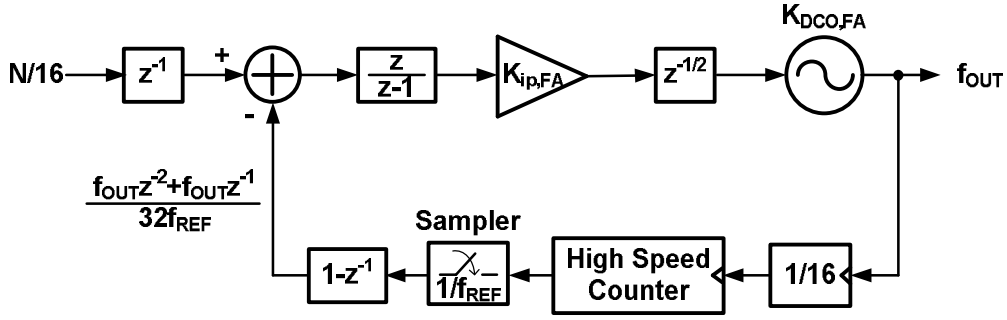 K_DCO,FA
N/16
z⁻¹
+
-
z
z-1
K_ip,FA
z^-1/2
f_OUT
f_OUT z⁻²+f_OUT z⁻¹
32f_REF
Sampler
1-z⁻¹
1/f_REF
High Speed
Counter
1/16